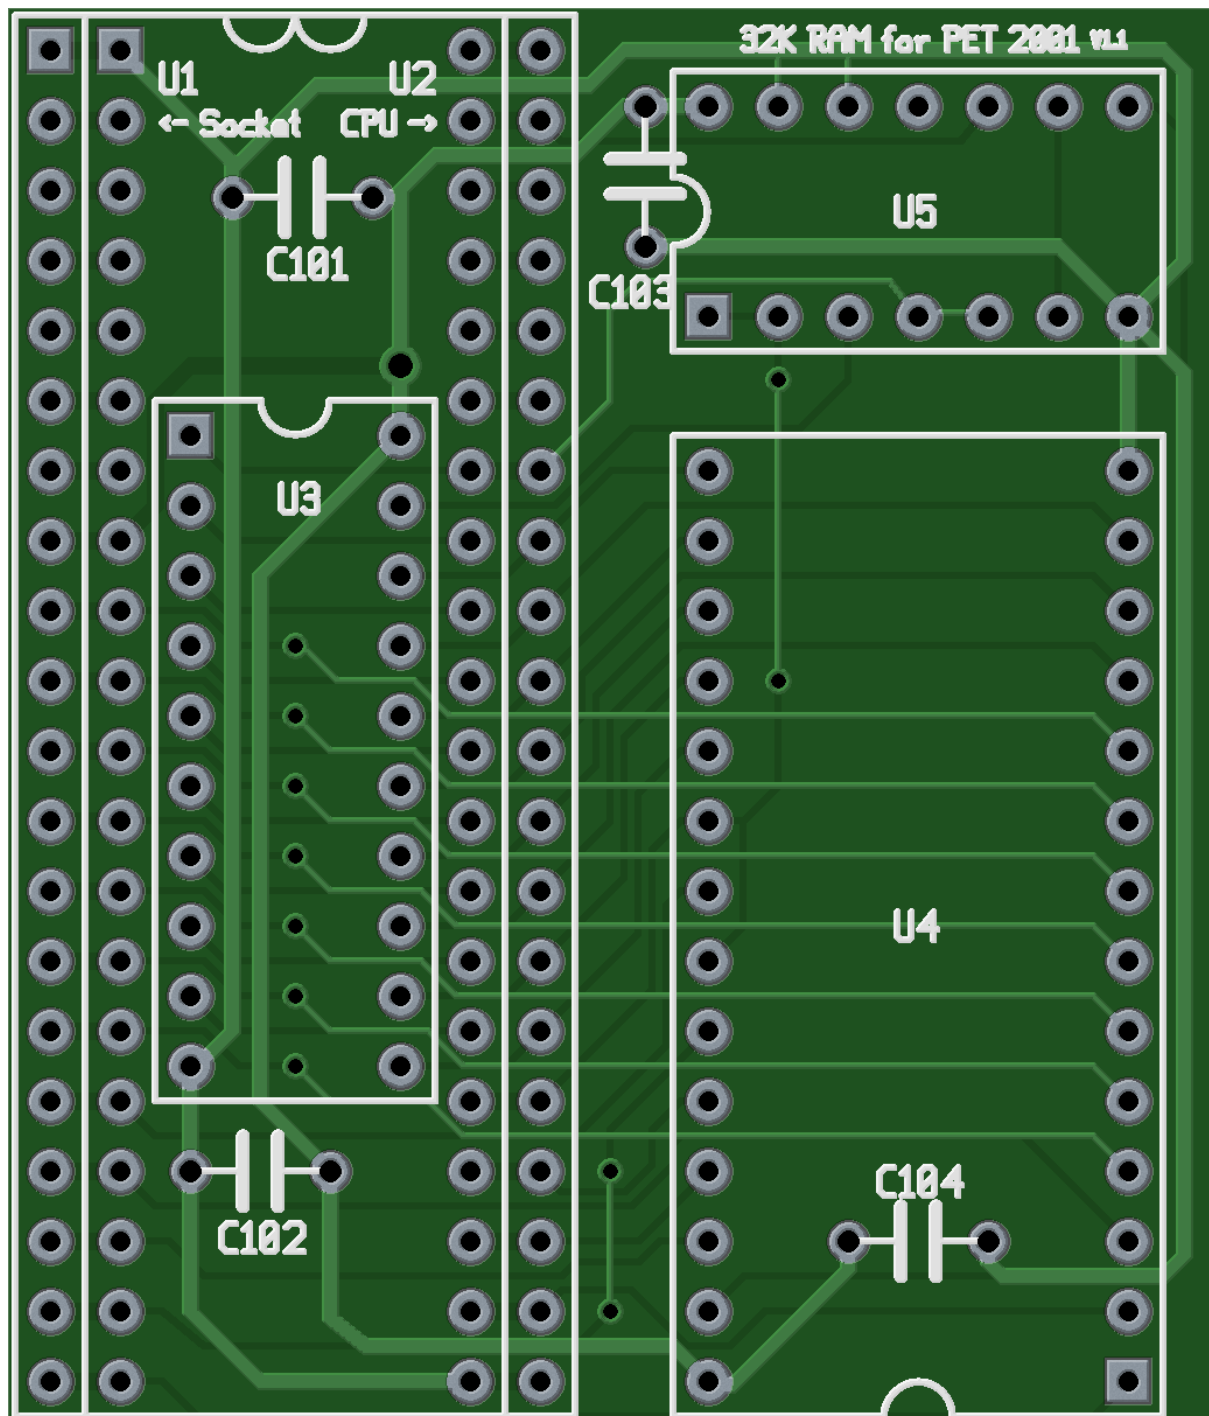 32K RAM for PET 2001 V1.1
U1 U2
<- Socket CPU ->
C101
U5
C103
U3
U4
C104
C102